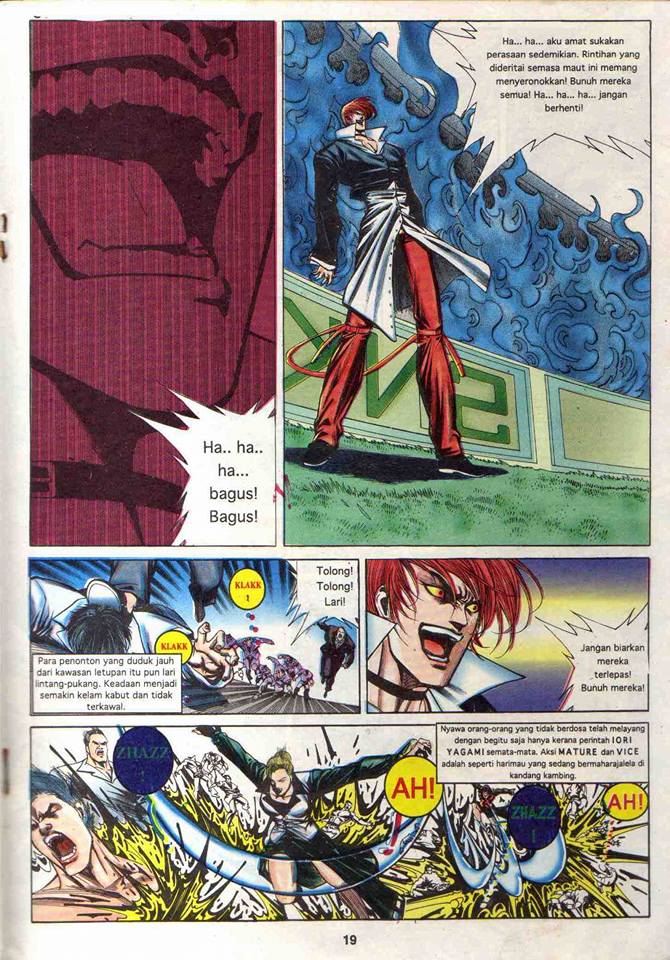 Ha... ha... aku amat sukakan
perasaan sedemikian. Rintihan yang
dideritai semasa maut ini memang
menyeronokkan! Bunuh mereka
semua! Ha... ha... ha... jangan
berhenti!
SNK
Ha.. ha..
ha...
bagus!
Bagus!
KLAKK
!
KLAKK
!
Tolong!
Tolong!
Lari!
Para penonton yang duduk jauh
dari kawasan letupan itu pun lari
lintang-pukang. Keadaan menjadi
semakin kelam kabut dan tidak
terkawal.
Jangan biarkan
mereka
terlepas!
Bunuh mereka!
Nyawa orang-orang yang tidak berdosa telah melayang
dengan begitu saja hanya kerana perintah IORI
YAGAMI semata-mata. Aksi MATURE dan VICE
adalah seperti harimau yang sedang bermaharajalela di
kandang kambing.
ZHAZZ
!
AH!
ZHAZZ
!
AH!
19